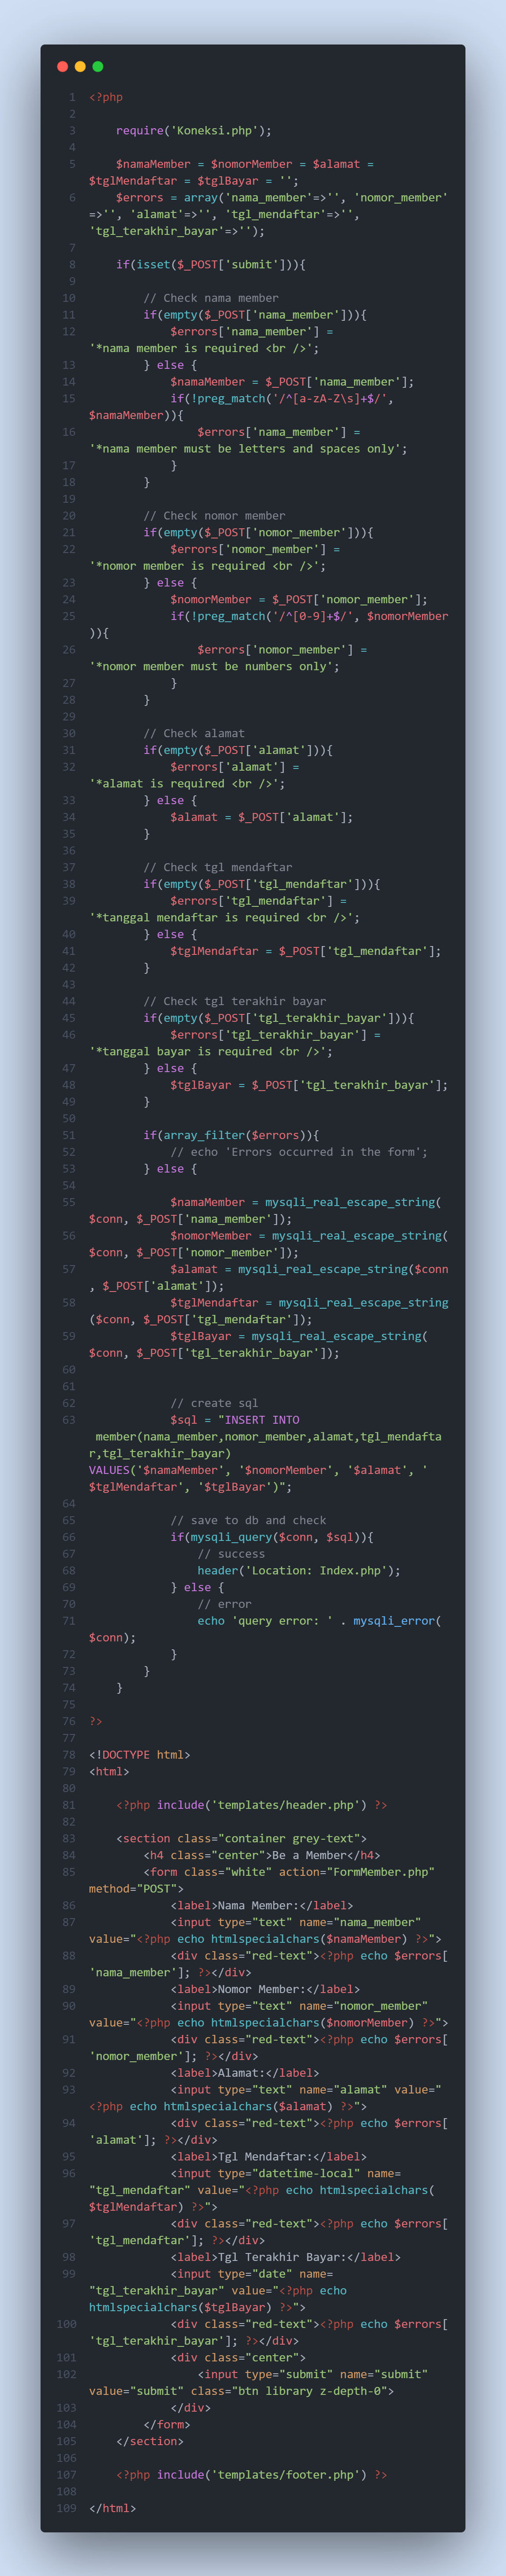 1 <?php
2
3     require('Koneksi.php');
4
5     $namaMember = $nomorMember = $alamat =
$tglMendaftar = $tglBayar = '';
6     $errors = array('nama_member'=>'', 'nomor_member'
=>'', 'alamat'=>'', 'tgl_mendaftar'=>'',
'tgl_terakhir_bayar'=>'');
7
8     if(isset($_POST['submit'])){
9
10         // Check nama member
11         if(empty($_POST['nama_member'])){
12             $errors['nama_member'] =
'*nama member is required <br />';
13         } else {
14             $namaMember = $_POST['nama_member'];
15             if(!preg_match('/^[a-zA-Z\s]+$/',
$namaMember)){
16                 $errors['nama_member'] =
'*nama member must be letters and spaces only';
17             }
18         }
19
20         // Check nomor member
21         if(empty($_POST['nomor_member'])){
22             $errors['nomor_member'] =
'*nomor member is required <br />';
23         } else {
24             $nomorMember = $_POST['nomor_member'];
25             if(!preg_match('/^[0-9]+$/', $nomorMember
)){
26                 $errors['nomor_member'] =
'*nomor member must be numbers only';
27             }
28         }
29
30         // Check alamat
31         if(empty($_POST['alamat'])){
32             $errors['alamat'] =
'*alamat is required <br />';
33         } else {
34             $alamat = $_POST['alamat'];
35         }
36
37         // Check tgl mendaftar
38         if(empty($_POST['tgl_mendaftar'])){
39             $errors['tgl_mendaftar'] =
'*tanggal mendaftar is required <br />';
40         } else {
41             $tglMendaftar = $_POST['tgl_mendaftar'];
42         }
43
44         // Check tgl terakhir bayar
45         if(empty($_POST['tgl_terakhir_bayar'])){
46             $errors['tgl_terakhir_bayar'] =
'*tanggal bayar is required <br />';
47         } else {
48             $tglBayar = $_POST['tgl_terakhir_bayar'];
49         }
50
51         if(array_filter($errors)){
52             // echo 'Errors occurred in the form';
53         } else {
54
55             $namaMember = mysqli_real_escape_string(
$conn, $_POST['nama_member']);
56             $nomorMember = mysqli_real_escape_string(
$conn, $_POST['nomor_member']);
57             $alamat = mysqli_real_escape_string($conn
, $_POST['alamat']);
58             $tglMendaftar = mysqli_real_escape_string
($conn, $_POST['tgl_mendaftar']);
59             $tglBayar = mysqli_real_escape_string(
$conn, $_POST['tgl_terakhir_bayar']);
60
61
62             // create sql
63             $sql = "INSERT INTO
 member(nama_member,nomor_member,alamat,tgl_mendafta
r,tgl_terakhir_bayar)
VALUES('$namaMember', '$nomorMember', '$alamat', '
$tglMendaftar', '$tglBayar')";
64
65             // save to db and check
66             if(mysqli_query($conn, $sql)){
67                 // success
68                 header('Location: Index.php');
69             } else {
70                 // error
71                 echo 'query error: ' . mysqli_error(
$conn);
72             }
73         }
74     }
75
76 ?>
77
78 <!DOCTYPE html>
79 <html>
80
81     <?php include('templates/header.php') ?>
82
83     <section class="container grey-text">
84         <h4 class="center">Be a Member</h4>
85         <form class="white" action="FormMember.php"
method="POST">
86             <label>Nama Member:</label>
87             <input type="text" name="nama_member"
value="<?php echo htmlspecialchars($namaMember) ?>">
88             <div class="red-text"><?php echo $errors[
'nama_member']; ?></div>
89             <label>Nomor Member:</label>
90             <input type="text" name="nomor_member"
value="<?php echo htmlspecialchars($nomorMember) ?>">
91             <div class="red-text"><?php echo $errors[
'nomor_member']; ?></div>
92             <label>Alamat:</label>
93             <input type="text" name="alamat" value="
<?php echo htmlspecialchars($alamat) ?>">
94             <div class="red-text"><?php echo $errors[
'alamat']; ?></div>
95             <label>Tgl Mendaftar:</label>
96             <input type="datetime-local" name=
"tgl_mendaftar" value="<?php echo htmlspecialchars(
$tglMendaftar) ?>">
97             <div class="red-text"><?php echo $errors[
'tgl_mendaftar']; ?></div>
98             <label>Tgl Terakhir Bayar:</label>
99             <input type="date" name=
"tgl_terakhir_bayar" value="<?php echo
htmlspecialchars($tglBayar) ?>">
100             <div class="red-text"><?php echo $errors[
'tgl_terakhir_bayar']; ?></div>
101             <div class="center">
102                 <input type="submit" name="submit"
value="submit" class="btn library z-depth-0">
103             </div>
104         </form>
105     </section>
106
107     <?php include('templates/footer.php') ?>
108
109 </html>